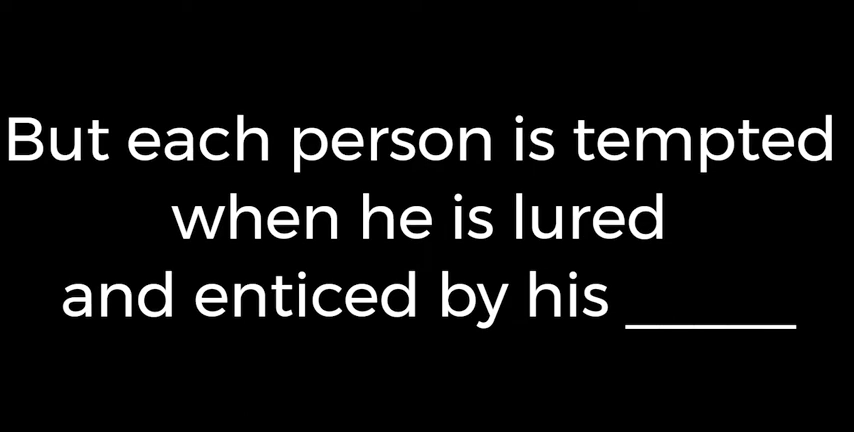 But each person is tempted
when he is lured
and enticed by his ______